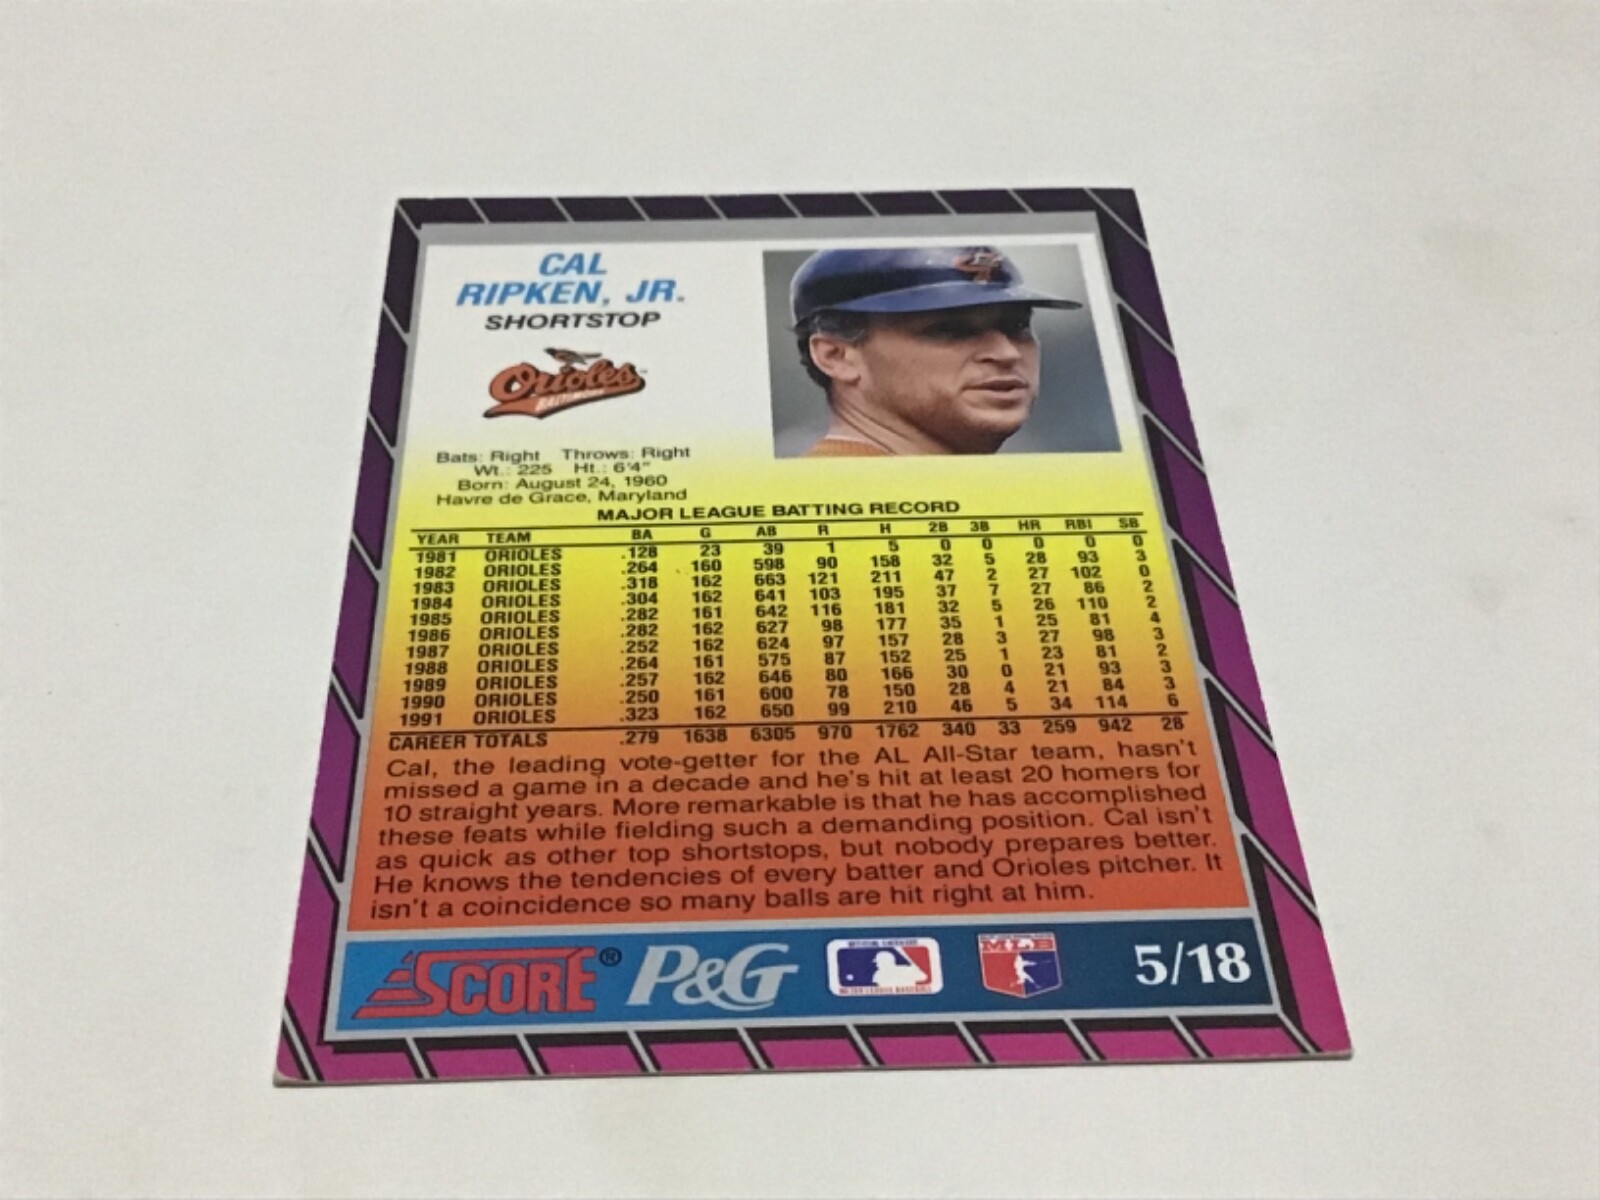 CAL
RIPKEN, JR.
SHORTSTOP
Orioles
BALTIMORE
Bats: Right Throws: Right
Wt.: 225 Ht.: 6'4"
Born: August 24, 1960
Havre de Grace, Maryland
MAJOR LEAGUE BATTING RECORD
YEAR TEAM BA G AB R H 2B 3B HR RBI SB
1981 ORIOLES .128 23 39 1 5 0 0 0 0 0
1982 ORIOLES .264 160 598 90 158 32 5 28 93 3
1983 ORIOLES .318 162 663 121 211 47 2 27 102 0
1984 ORIOLES .304 162 641 103 195 37 7 27 86 2
1985 ORIOLES .282 161 642 116 181 32 5 26 110 2
1986 ORIOLES .282 162 627 98 177 35 1 25 81 4
1987 ORIOLES .252 162 624 97 157 28 3 27 98 3
1988 ORIOLES .264 161 575 87 152 25 1 23 81 2
1989 ORIOLES .257 162 646 80 166 30 0 21 93 3
1990 ORIOLES .250 161 600 78 150 28 4 21 84 3
1991 ORIOLES .323 162 650 99 210 46 5 34 114 6
CAREER TOTALS .279 1638 6305 970 1762 340 33 259 942 28
Cal, the leading vote-getter for the AL All-Star team, hasn't
missed a game in a decade and he's hit at least 20 homers for
10 straight years. More remarkable is that he has accomplished
these feats while fielding such a demanding position. Cal isn't
as quick as other top shortstops, but nobody prepares better.
He knows the tendencies of every batter and Orioles pitcher. It
isn't a coincidence so many balls are hit right at him.
SCORE® P&G MLB 5/18
MAJOR LEAGUE BASEBALL